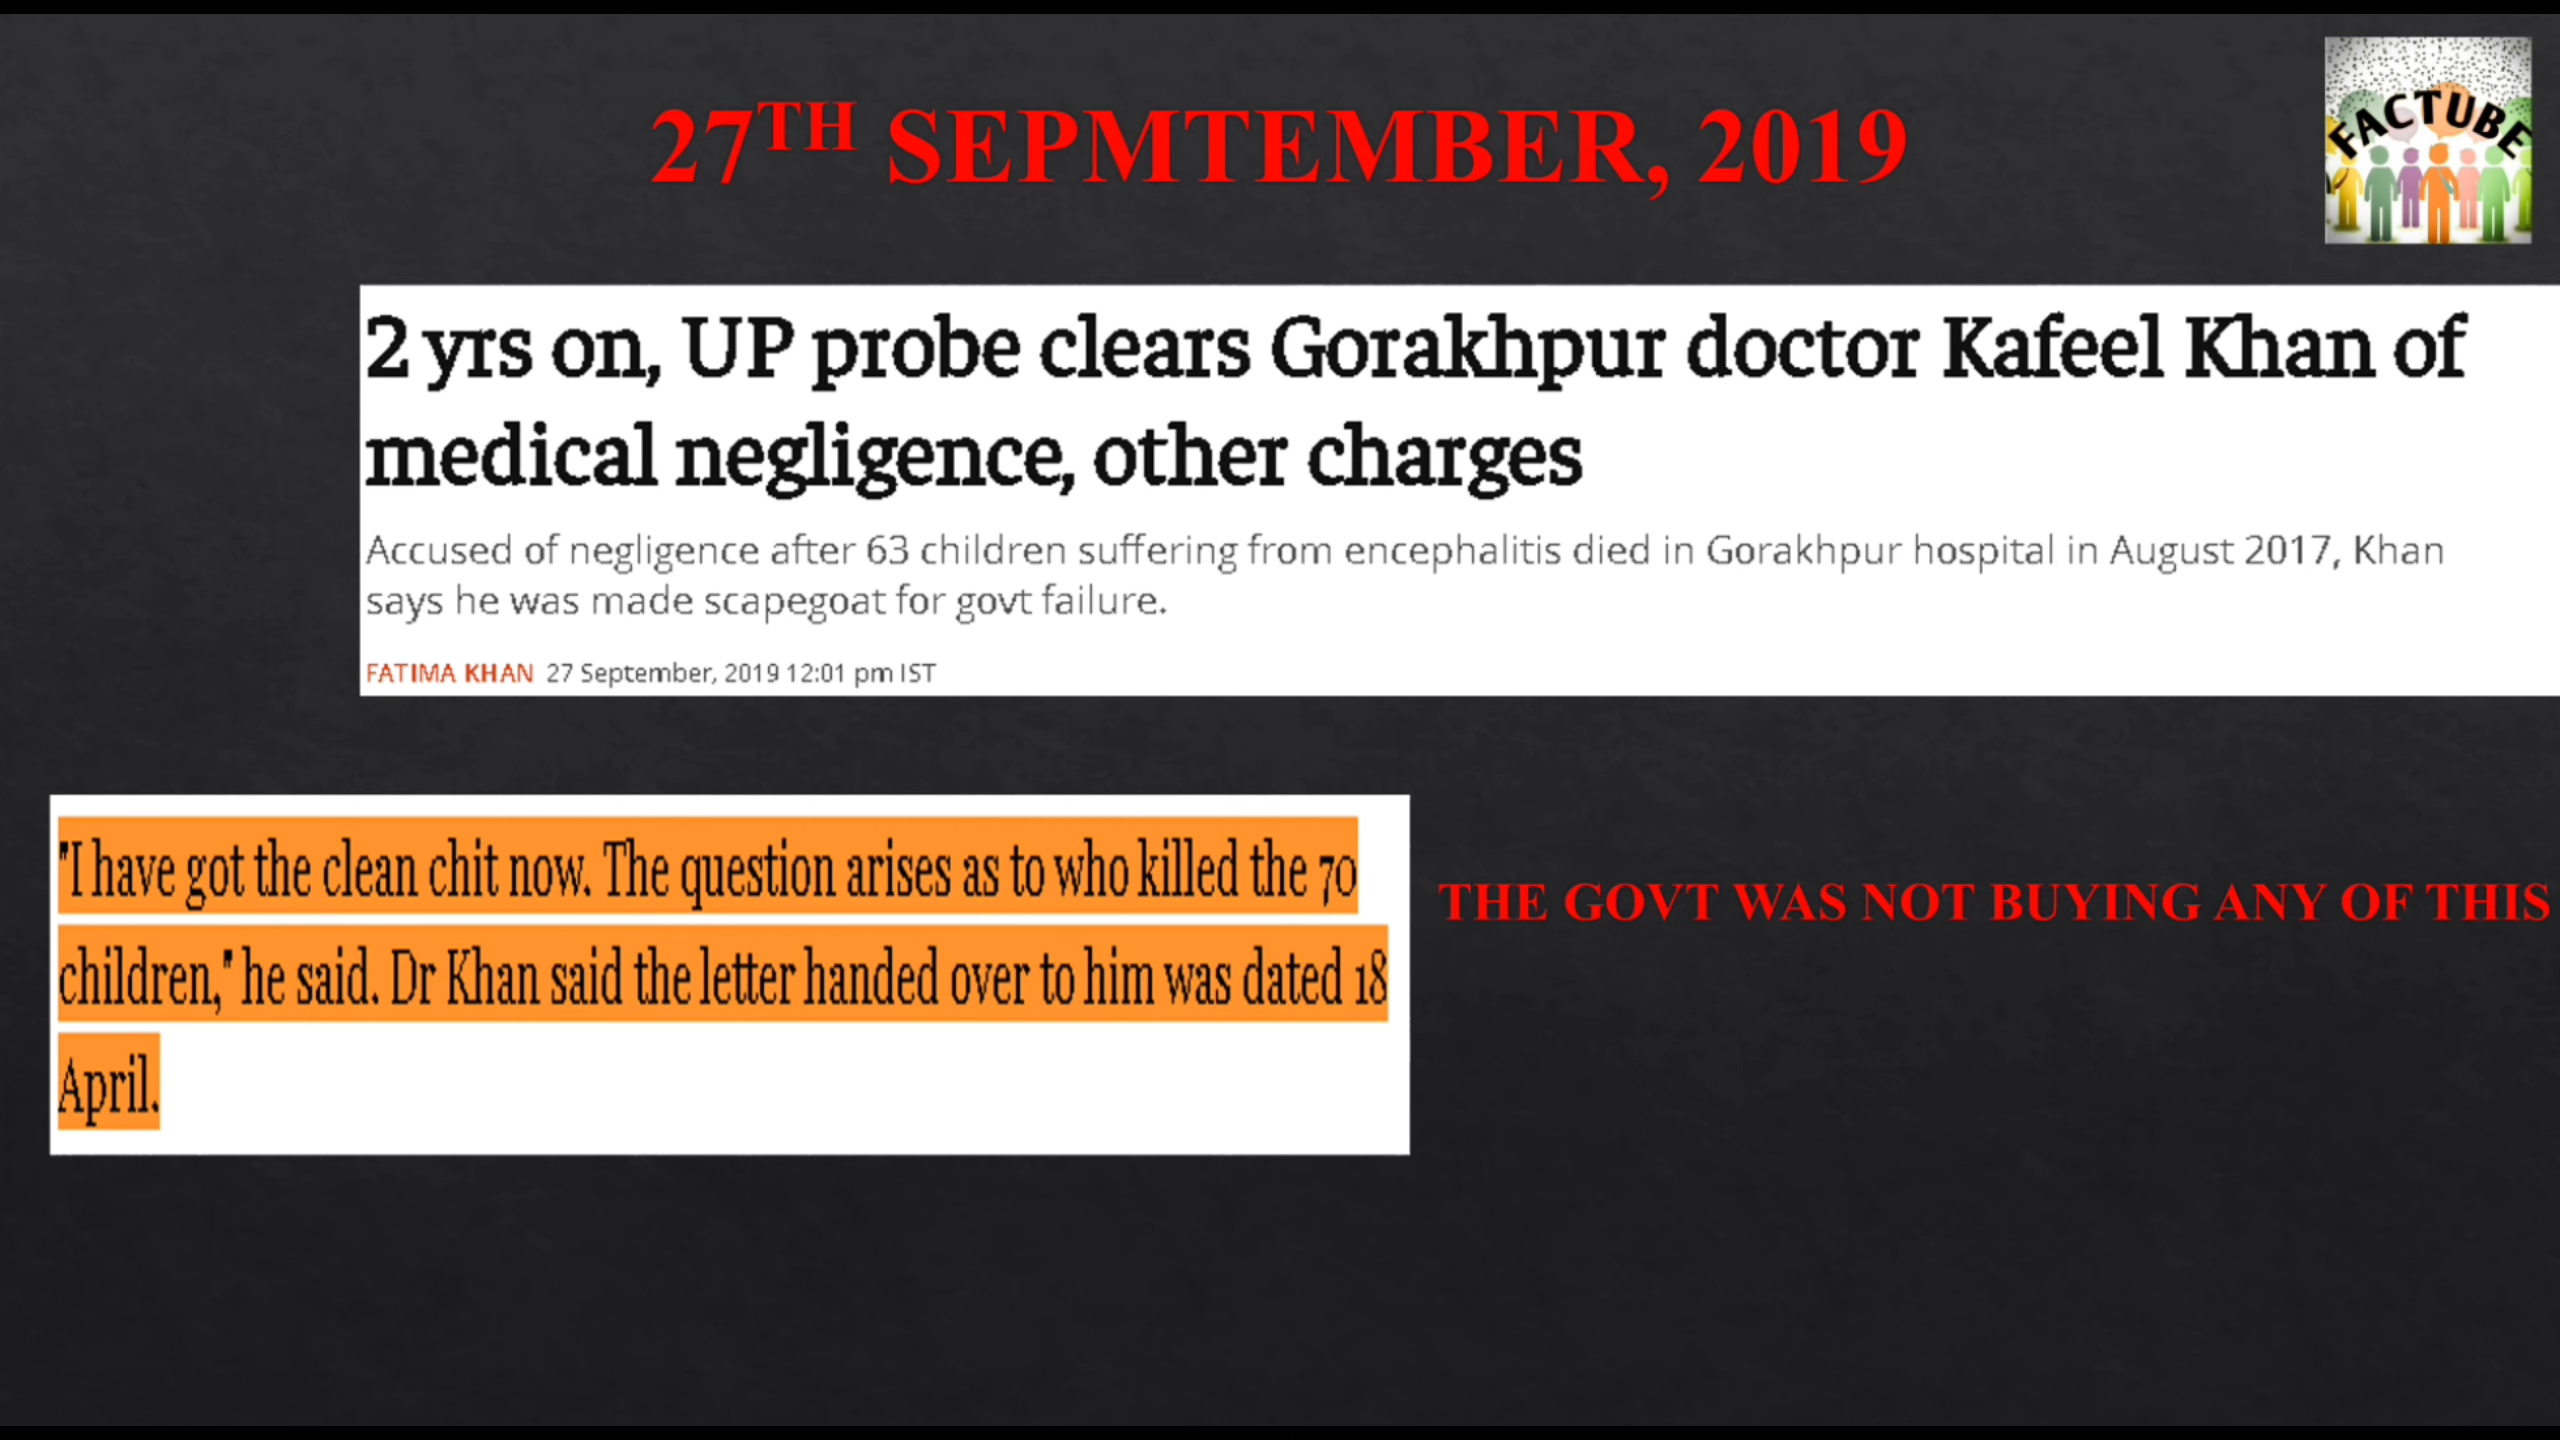 27TH SEPMTEMBER, 2019
FACTUBE
2 yrs on, UP probe clears Gorakhpur doctor Kafeel Khan of
medical negligence, other charges
Accused of negligence after 63 children suffering from encephalitis died in Gorakhpur hospital in August 2017, Khan
says he was made scapegoat for govt failure.
FATIMA KHAN 27 September, 2019 12:01 pm IST
"I have got the clean chit now. The question arises as to who killed the 70
children," he said. Dr Khan said the letter handed over to him was dated 18
April.
THE GOVT WAS NOT BUYING ANY OF THIS